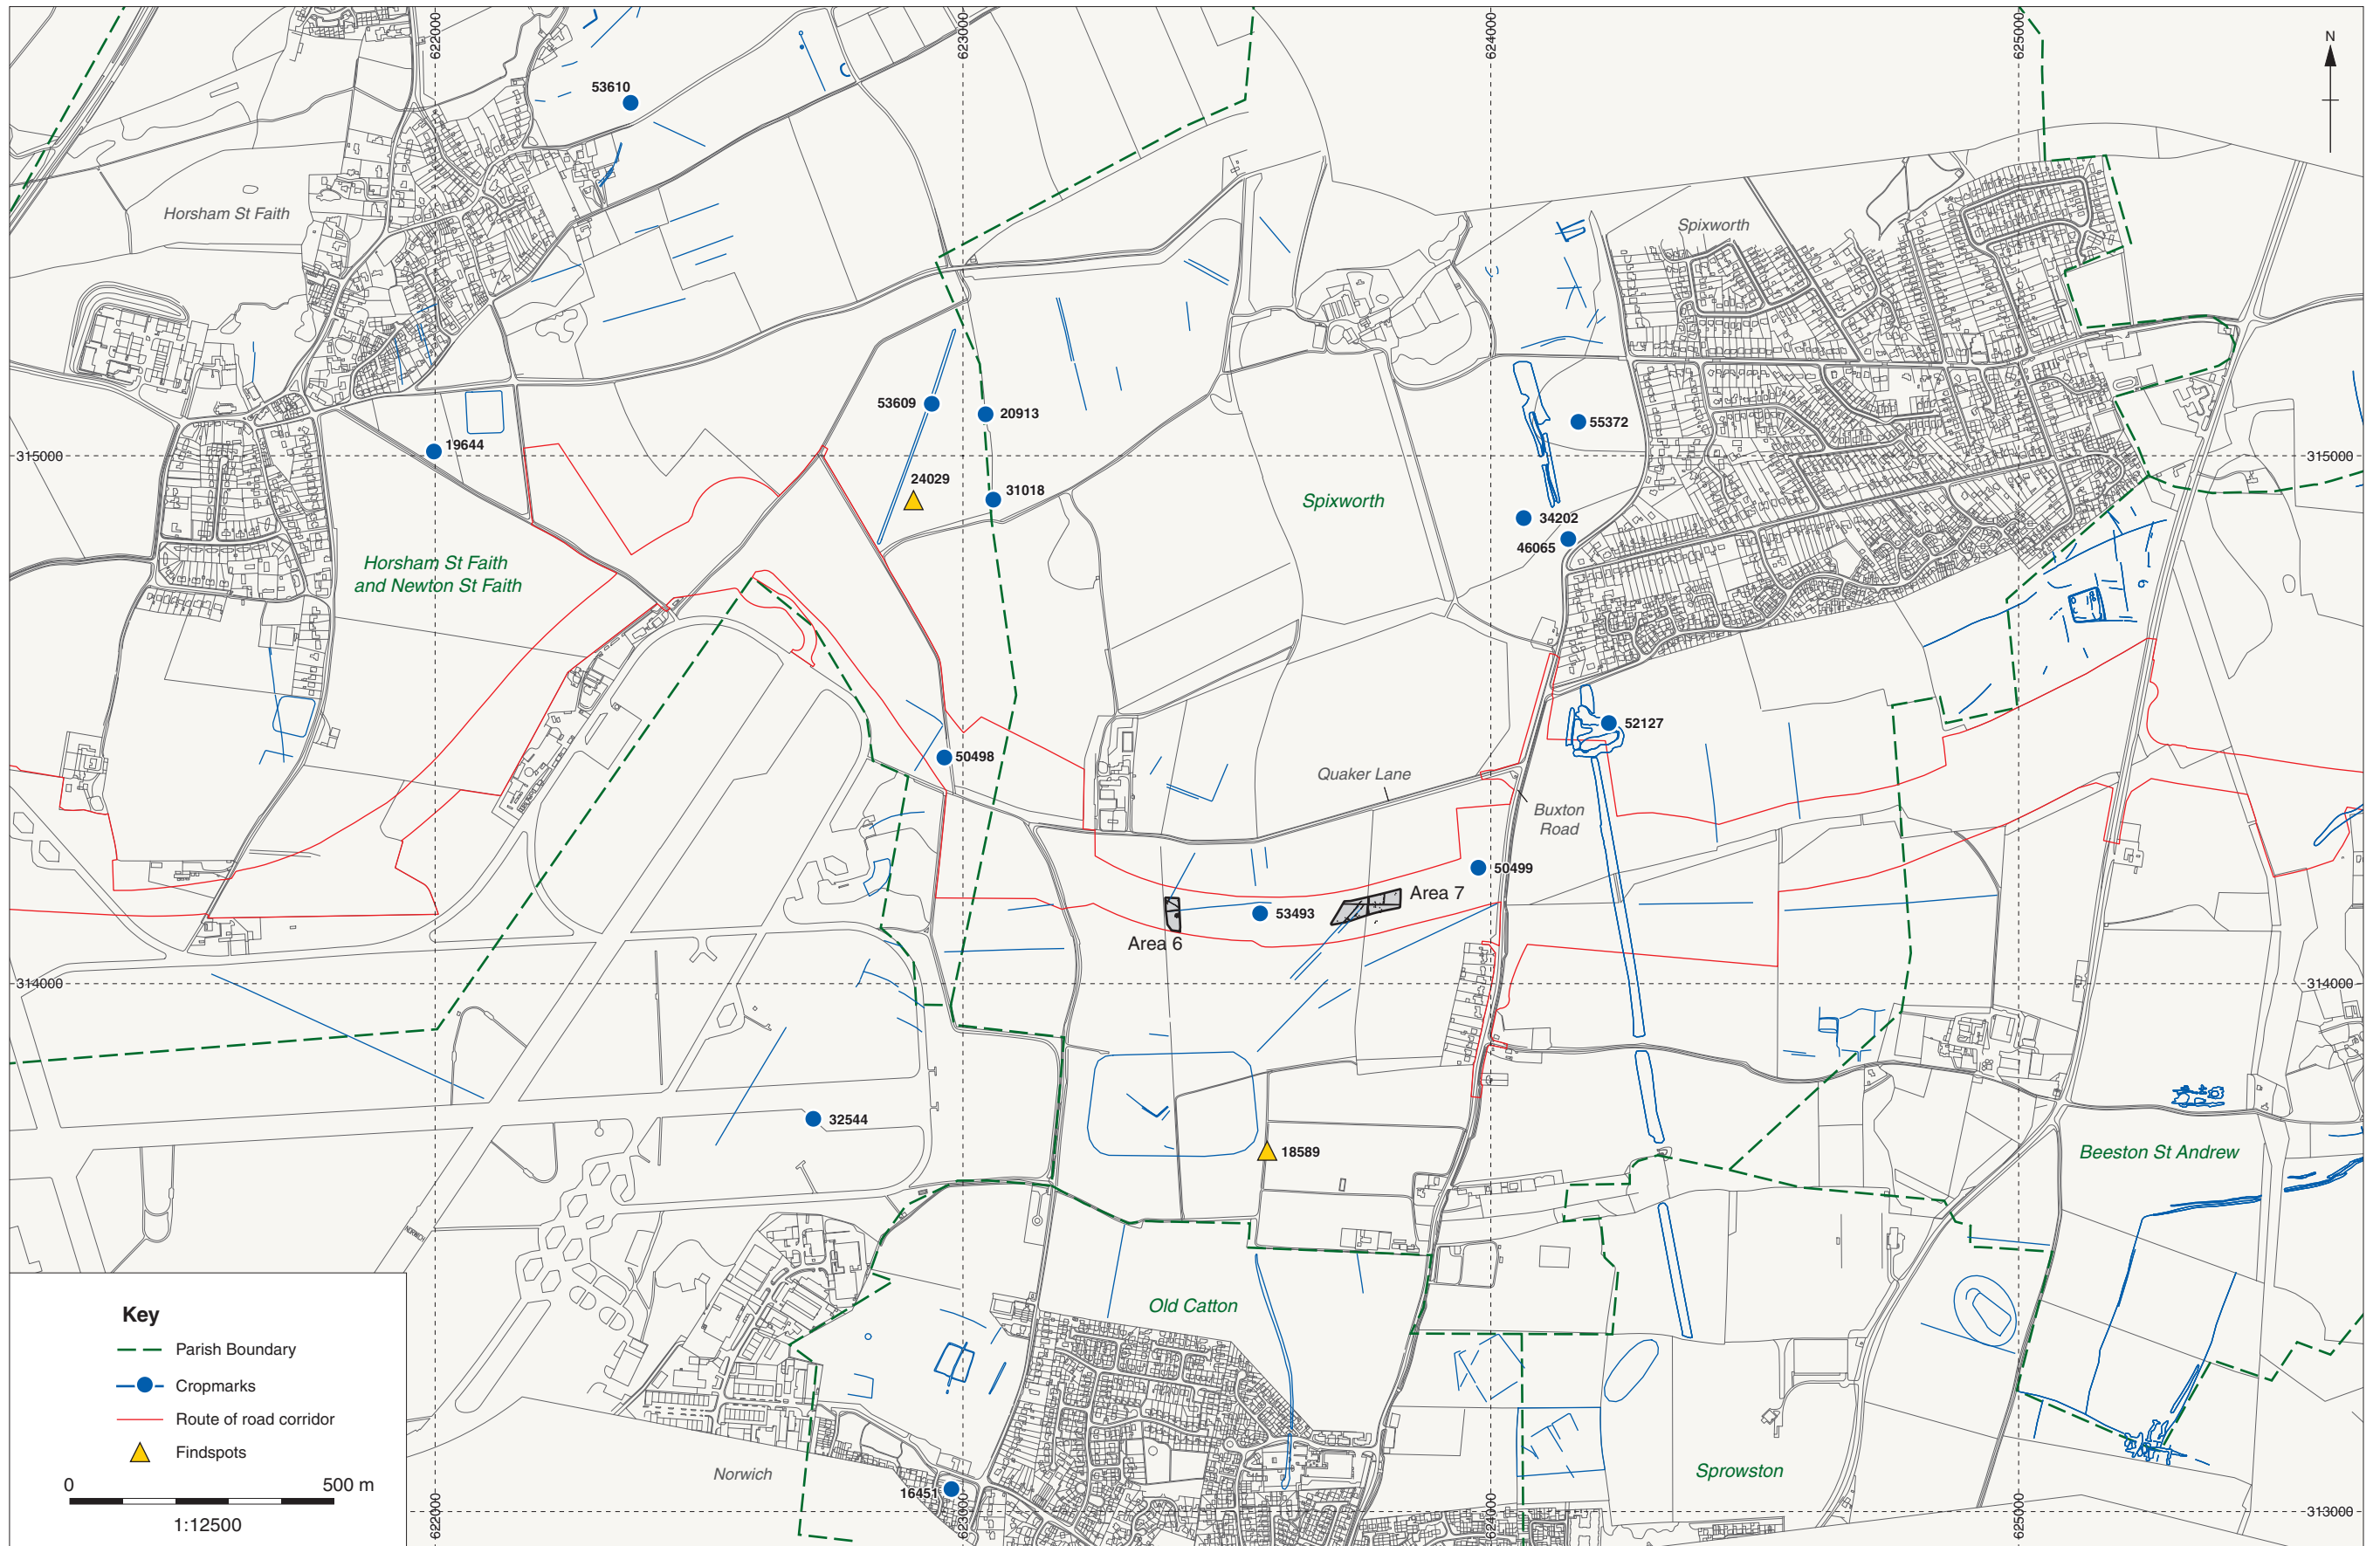 622000
623000
624000
625000
N
53610
Horsham St Faith
Spixworth
53609
20913
55372
19644
315000
315000
24029
31018
Spixworth
34202
46065
Horsham St Faith
and Newton St Faith
52127
50498
Quaker Lane
Buxton
Road
50499
Area 7
53493
Area 6
314000
314000
32544
18589
Beeston St Andrew
NORWICH
Old Catton
Key
Parish Boundary
Cropmarks
Route of road corridor
Findspots
0
500 m
1:12500
Norwich
Sprowston
16451
622000
623000
624000
625000
313000